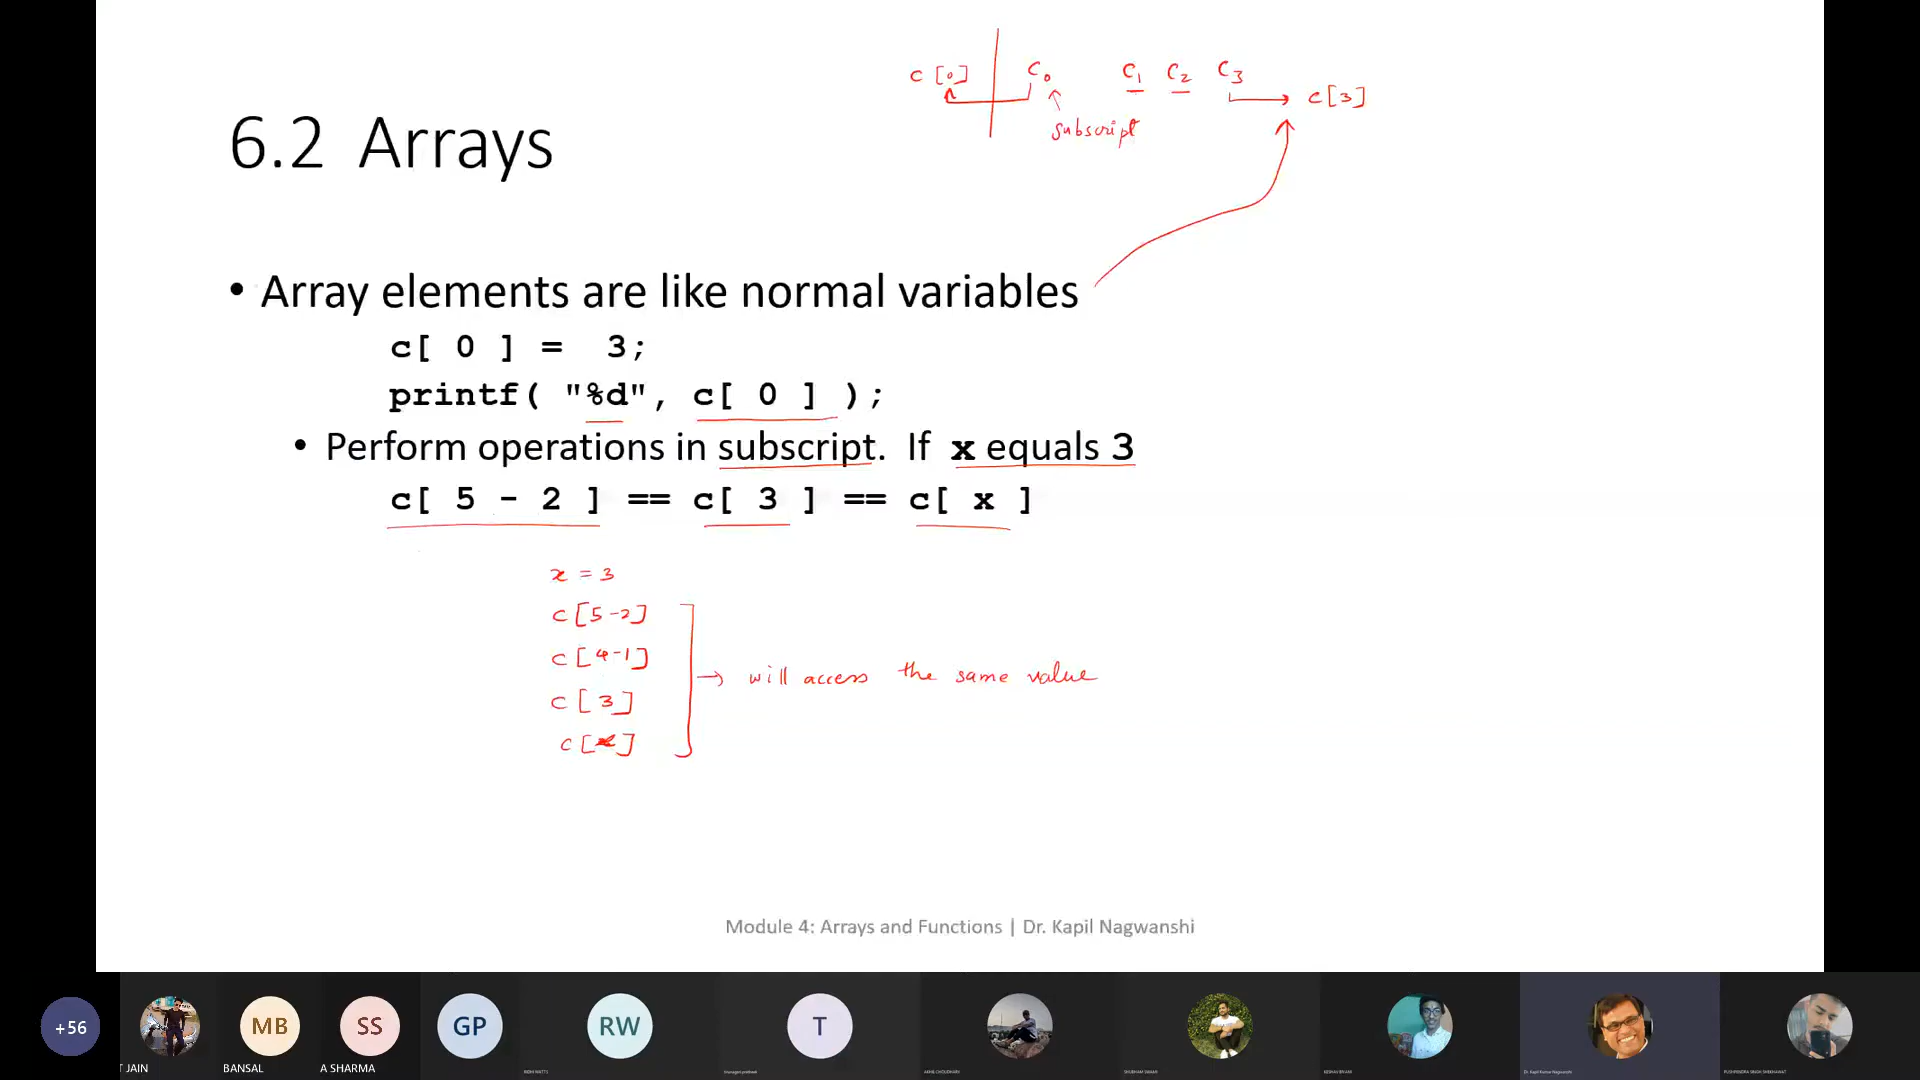 c[0] C0 C1 C2 C3
c[3]
subscript
6.2 Arrays
• Array elements are like normal variables
c[ 0 ] = 3;
printf( "%d", c[ 0 ] );
• Perform operations in subscript. If x equals 3
c[ 5 - 2 ] == c[ 3 ] == c[ x ]
x = 3
c[5-2]
c[4-1]
→ will access the same value
c[3]
c[x]
Module 4: Arrays and Functions | Dr. Kapil Nagwanshi
+56 MB SS GP RW T
T JAIN BANSAL A SHARMA